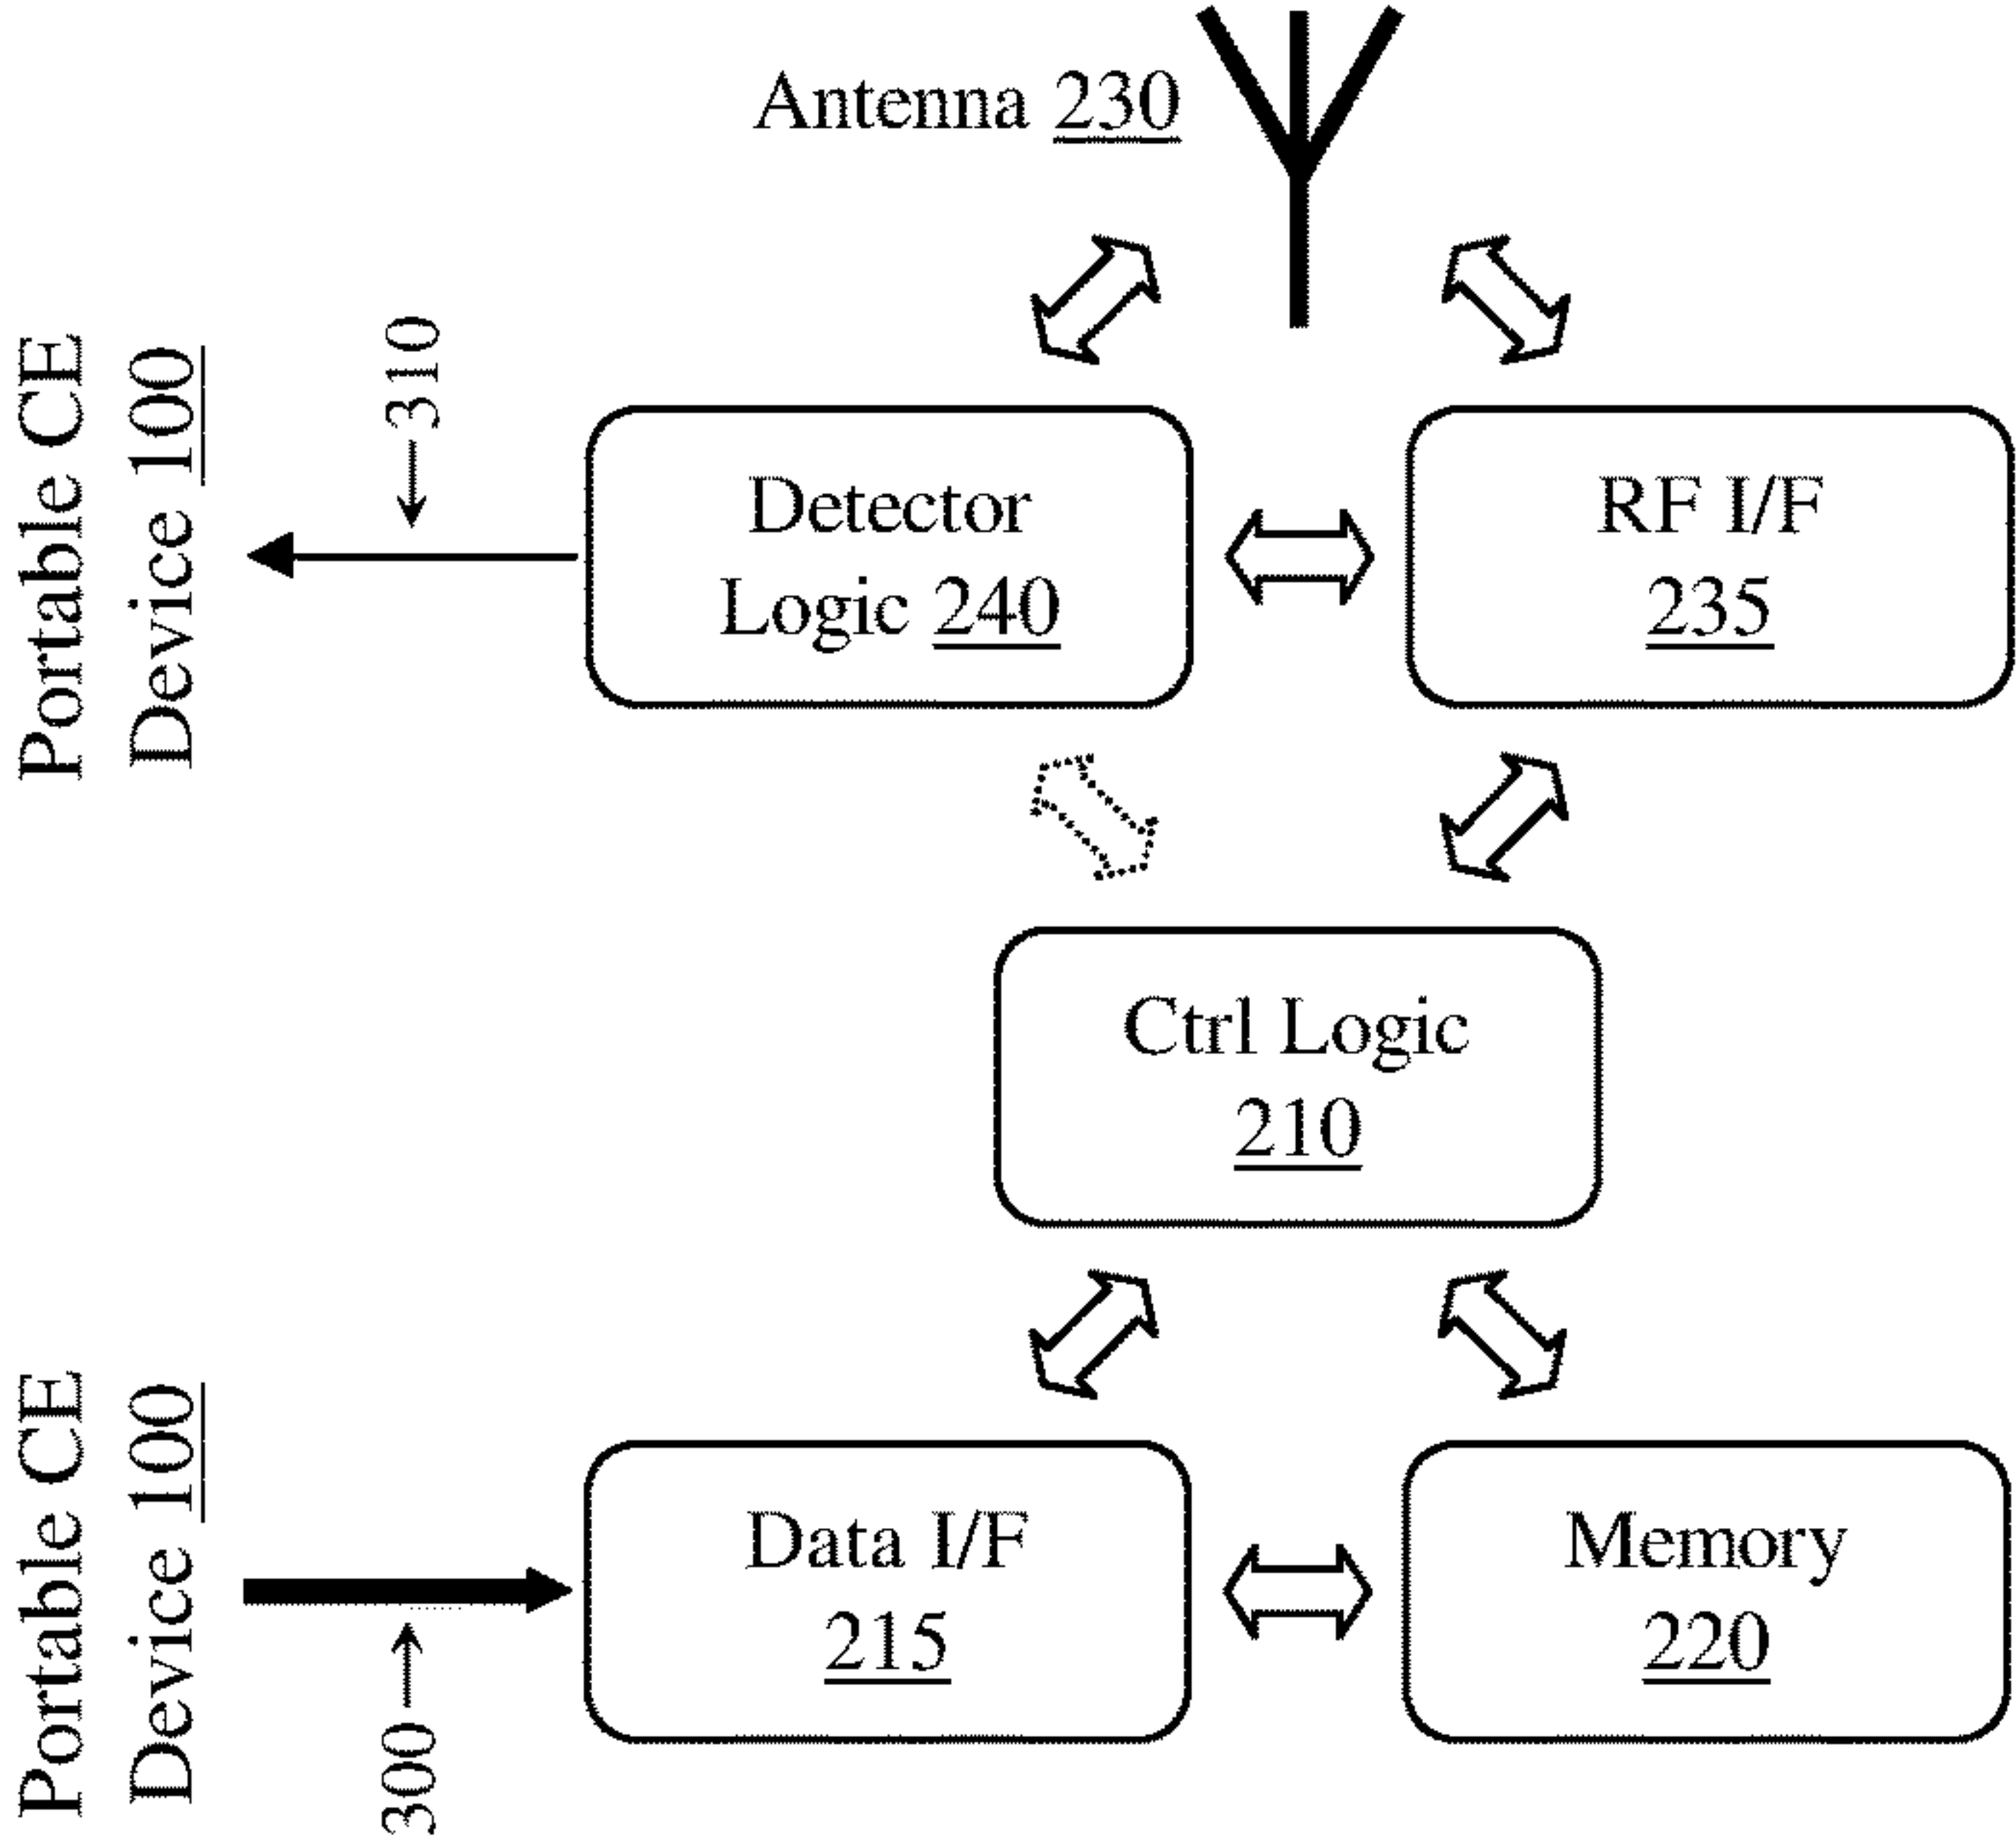 Antenna 230
Portable CE
Device 100
310
Detector
Logic 240
RF I/F
235
Ctrl Logic
210
Portable CE
Device 100
300
Data I/F
215
Memory
220